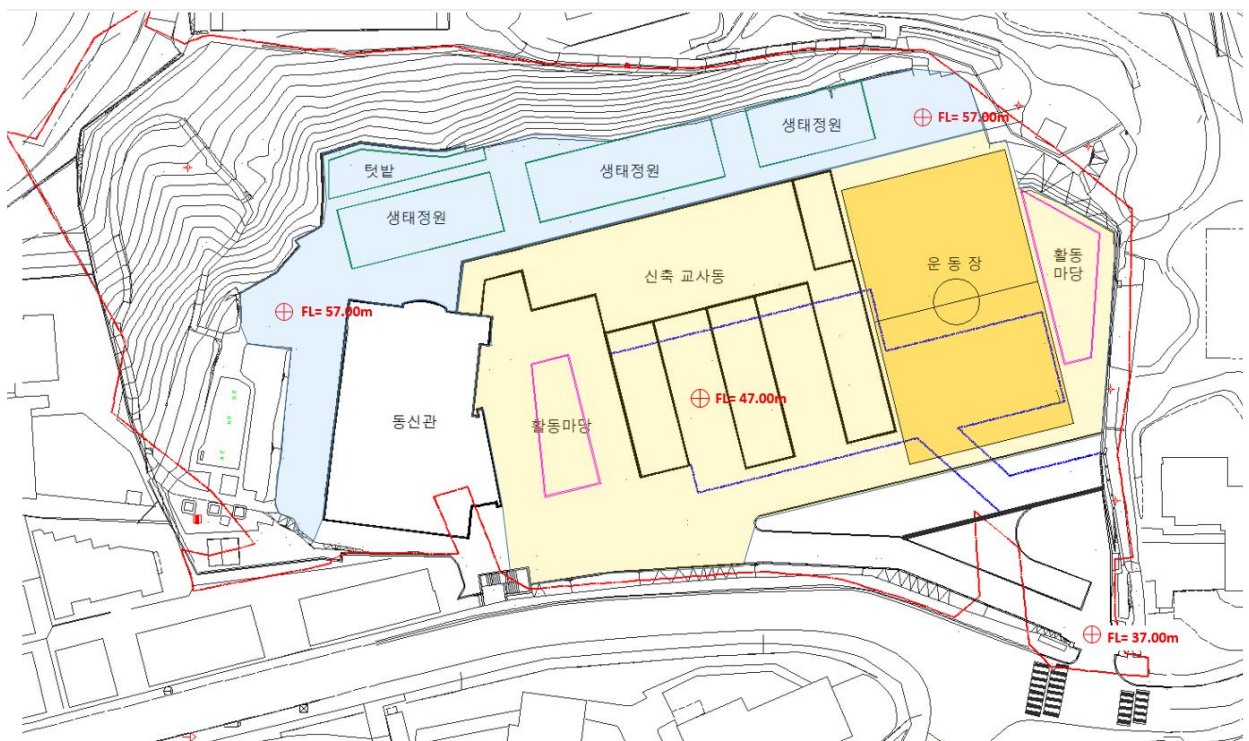 생태정원
FL= 57.00m
텃밭
생태정원
생태정원
신축 교사동
운 동 장
활동
마당
FL= 57.00m
FL= 47.00m
동신관
활동마당
FL= 37.00m